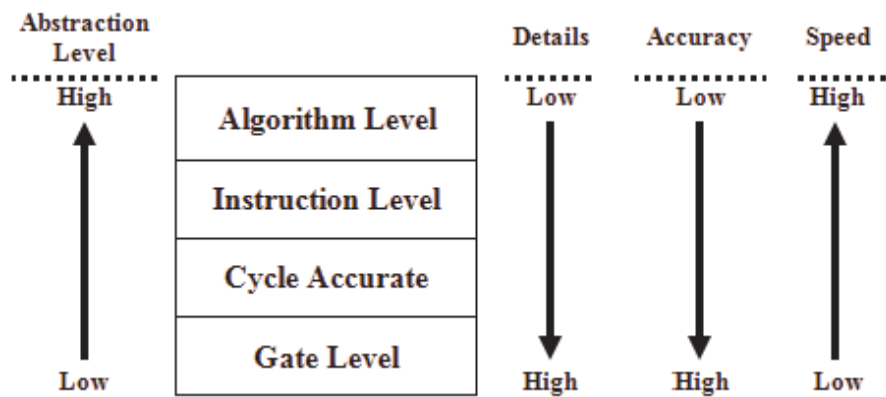 Abstraction
Level
Details
Accuracy
Speed
High
Low
Low
High
Algorithm Level
Instruction Level
Cycle Accurate
Gate Level
Low
High
High
Low